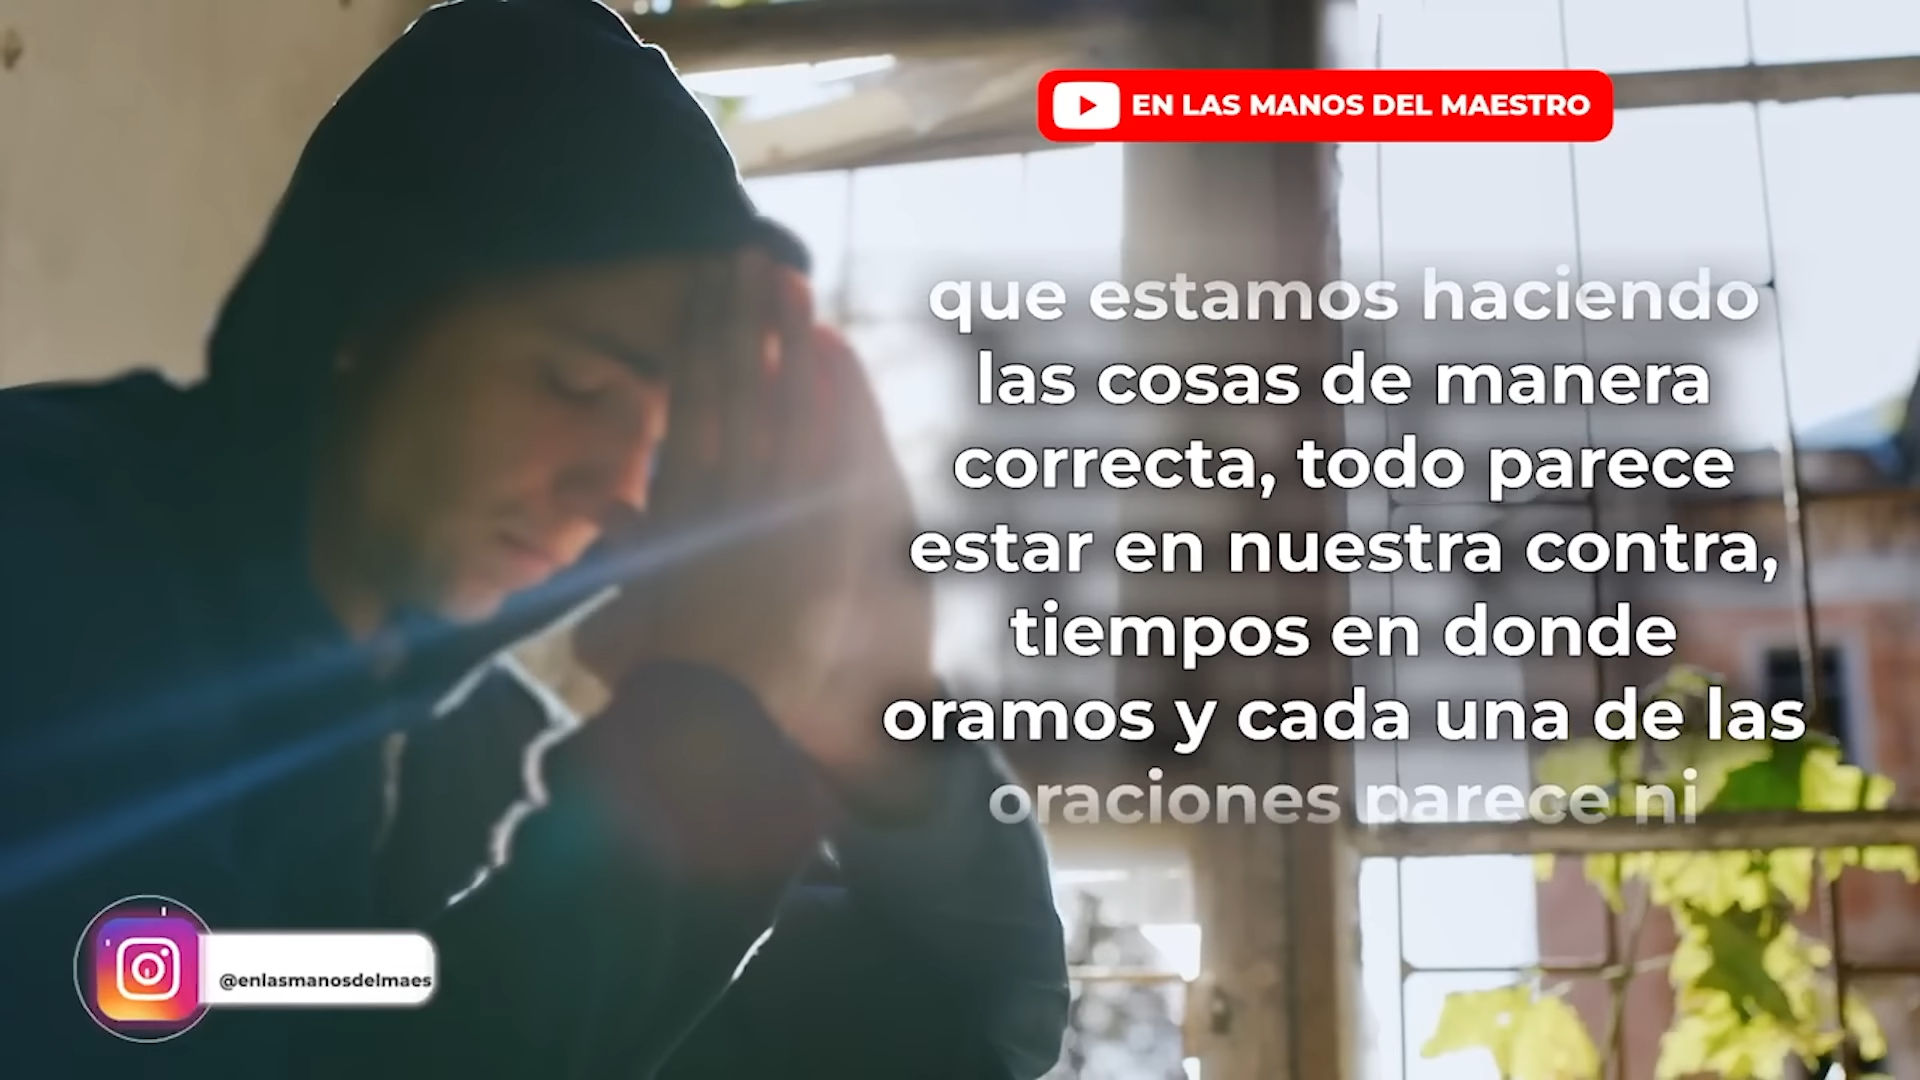 EN LAS MANOS DEL MAESTRO
que estamos haciendo
las cosas de manera
correcta, todo parece
estar en nuestra contra,
tiempos en donde
oramos y cada una de las
oraciones parece ni
@enlasmanosdelmaes